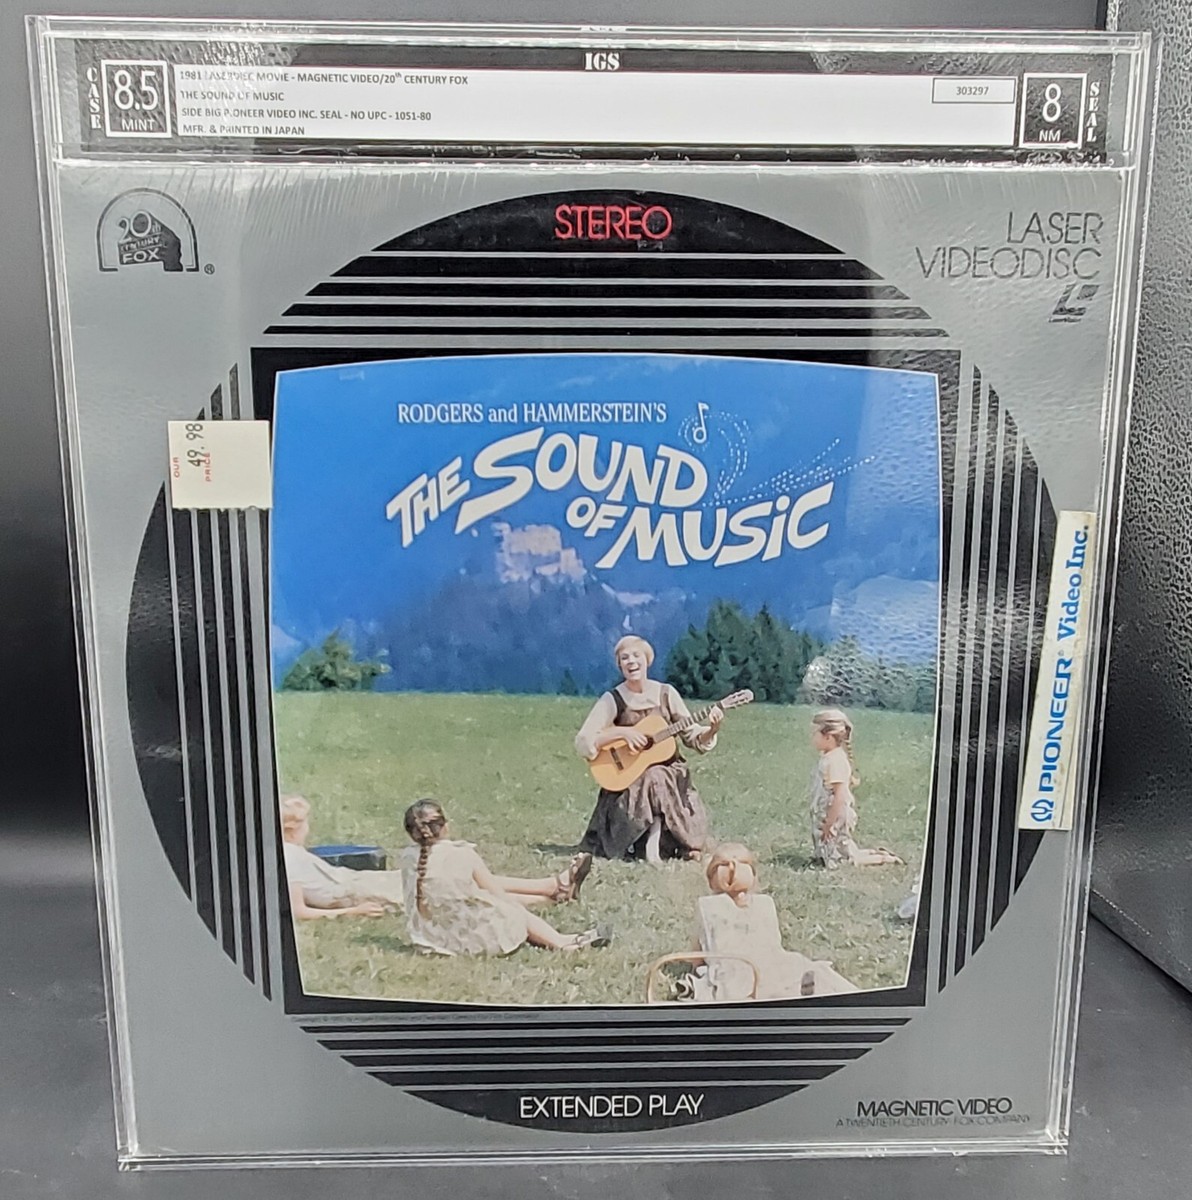 IGS
CASE
8.5
MINT
1981 LASERDISC MOVIE - MAGNETIC VIDEO/20th CENTURY FOX
THE SOUND OF MUSIC
SIDE BIG PIONEER VIDEO INC. SEAL - NO UPC - 1051-80
MFR. & PRINTED IN JAPAN
303297
8
NM
SEAL
20th
CENTURY
FOX
®
STEREO
LASER
VIDEODISC
OUR
PRICE
49.98
RODGERS and HAMMERSTEIN'S
THE SOUND
OF MUSiC
PIONEER® Video Inc.
EXTENDED PLAY
MAGNETIC VIDEO
A TWENTIETH CENTURY-FOX COMPANY